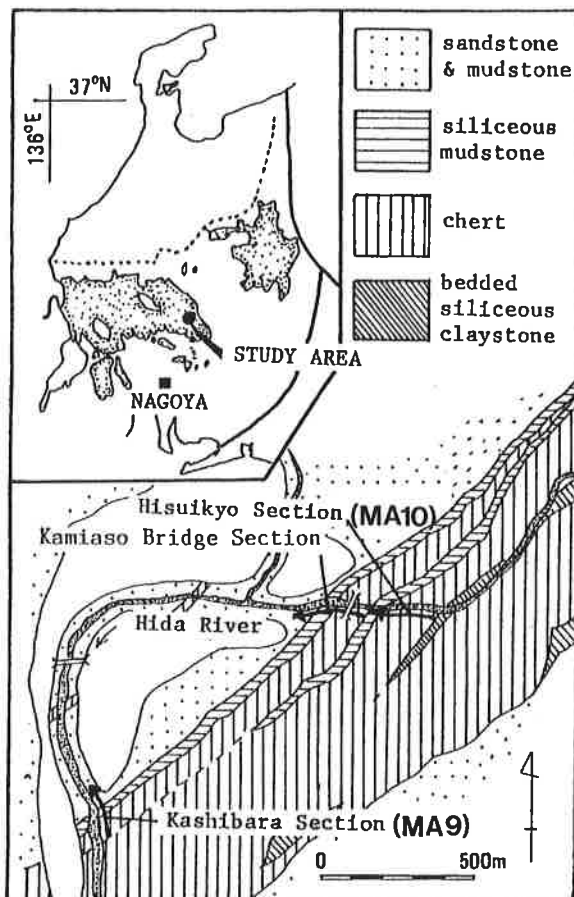 37°N
136°E
STUDY AREA
NAGOYA
sandstone
& mudstone
siliceous
mudstone
chert
bedded
siliceous
claystone
Hisuikyo Section (MA10)
Kamiaso Bridge Section
Hida River
Kashibara Section (MA9)
0 500m